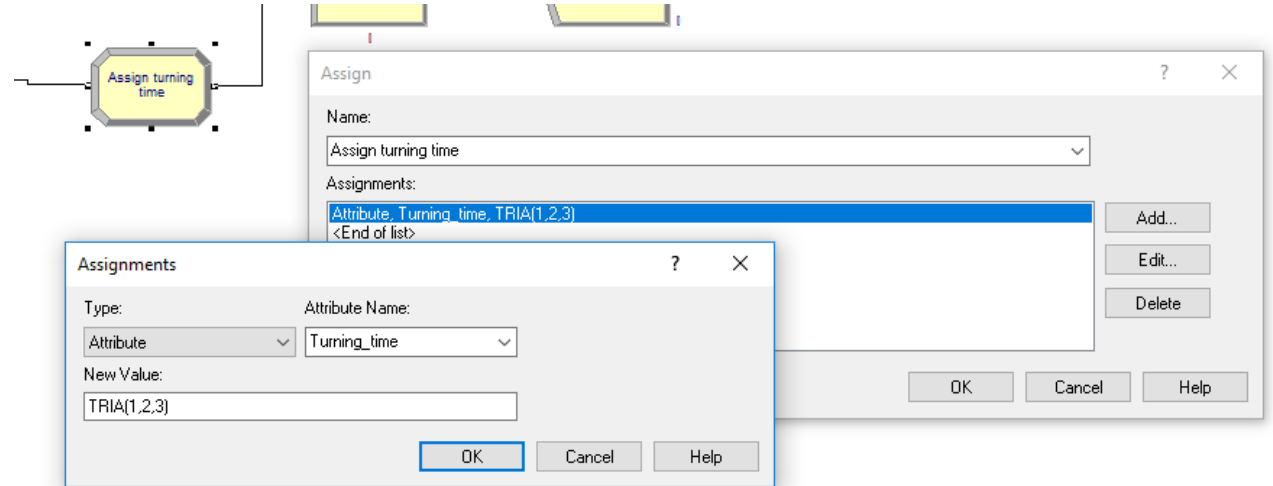 Assign turning
time
Assign
?
Name:
Assign turning time
Assignments:
Attribute, Turning_time, TRIA(1,2,3)
<End of list>
Add...
Edit...
Delete
OK
Cancel
Help
Assignments
?
Type:
Attribute Name:
Attribute
Turning_time
New Value:
TRIA(1,2,3)
OK
Cancel
Help